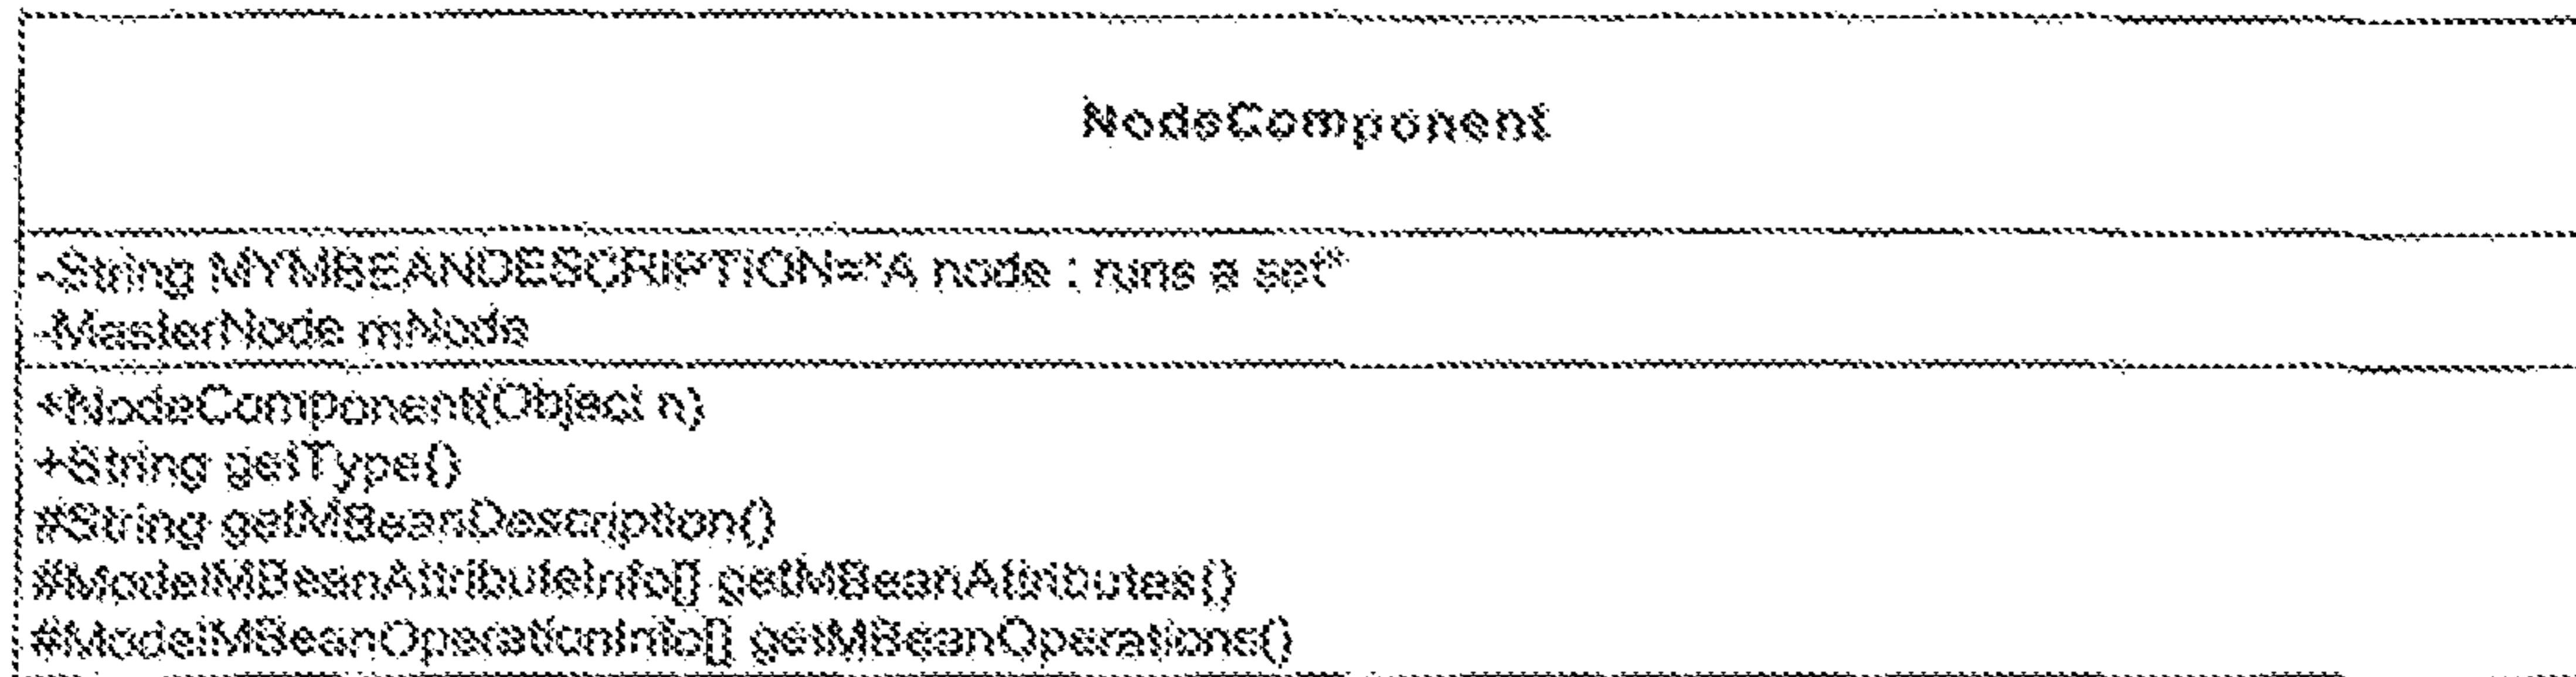 NodeComponent
-String MYMBEANDESCRIPTION="A node : runs a set"
-MasterNode mNode
+NodeComponent(Object n)
+String getType()
#String getMBeanDescription()
#ModelMBeanAttributeInfo[] getMBeanAttributes()
#ModelMBeanOperationInfo[] getMBeanOperations()